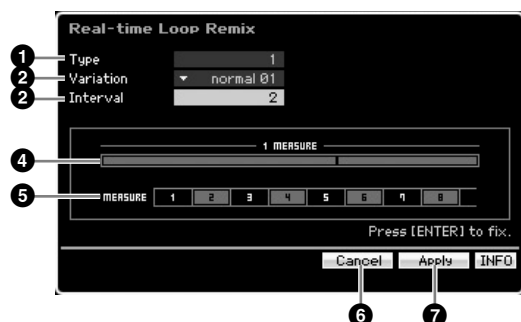 Real-time Loop Remix
1 Type 1
2 Variation normal 01
2 Interval 2
1 MEASURE
4
5 MEASURE 1 2 3 4 5 6 7 8
Press [ENTER] to fix.
Cancel Apply INFO
6 7